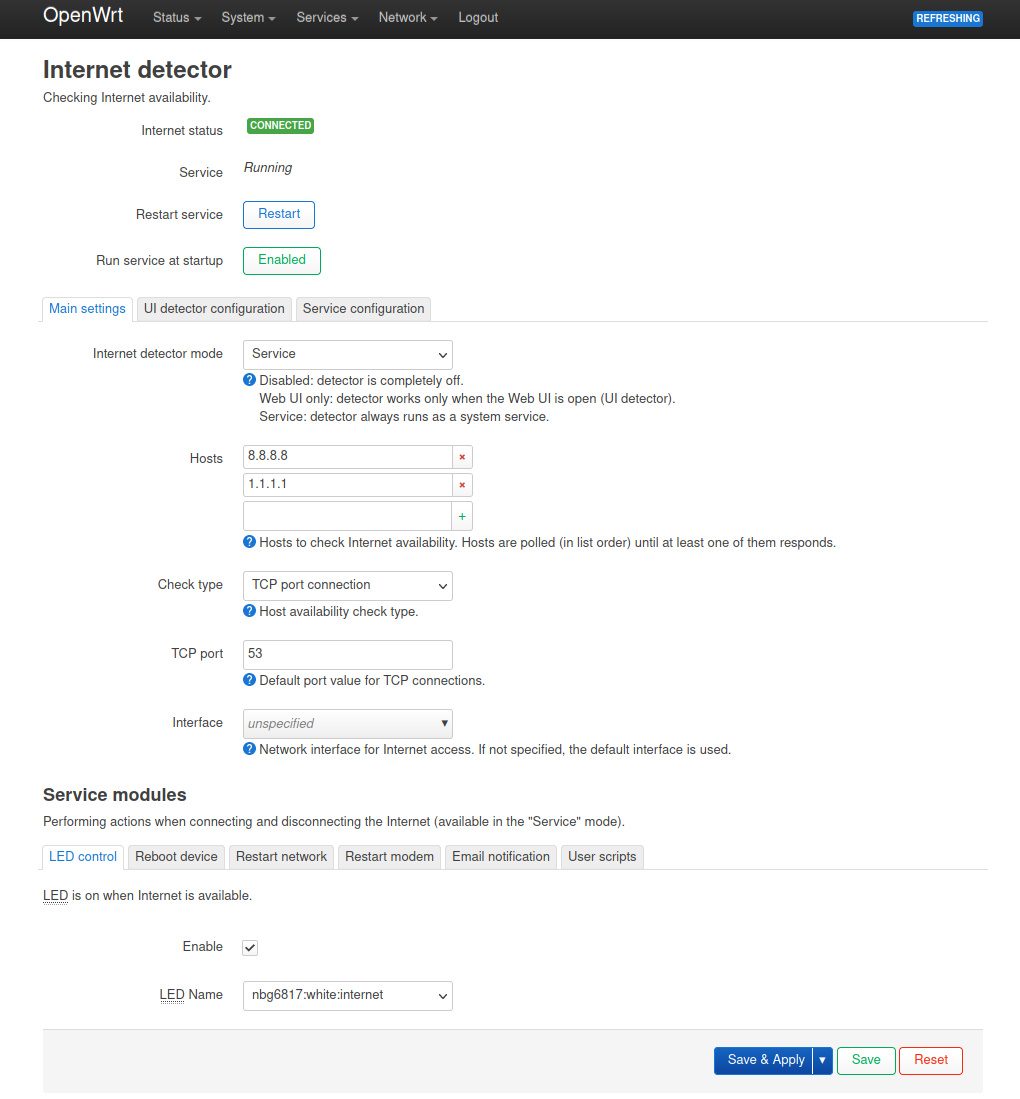 OpenWrt Status System Services Network Logout REFRESHING
Internet detector
Checking Internet availability.
Internet status CONNECTED
Service Running
Restart service Restart
Run service at startup Enabled
Main settings UI detector configuration Service configuration
Internet detector mode Service
Disabled: detector is completely off.
Web UI only: detector works only when the Web UI is open (UI detector).
Service: detector always runs as a system service.
Hosts 8.8.8.8 ×
1.1.1.1 ×
+
Hosts to check Internet availability. Hosts are polled (in list order) until at least one of them responds.
Check type TCP port connection
Host availability check type.
TCP port 53
Default port value for TCP connections.
Interface unspecified
Network interface for Internet access. If not specified, the default interface is used.
Service modules
Performing actions when connecting and disconnecting the Internet (available in the "Service" mode).
LED control Reboot device Restart network Restart modem Email notification User scripts
LED is on when Internet is available.
Enable
LED Name nbg6817:white:internet
Save & Apply Save Reset